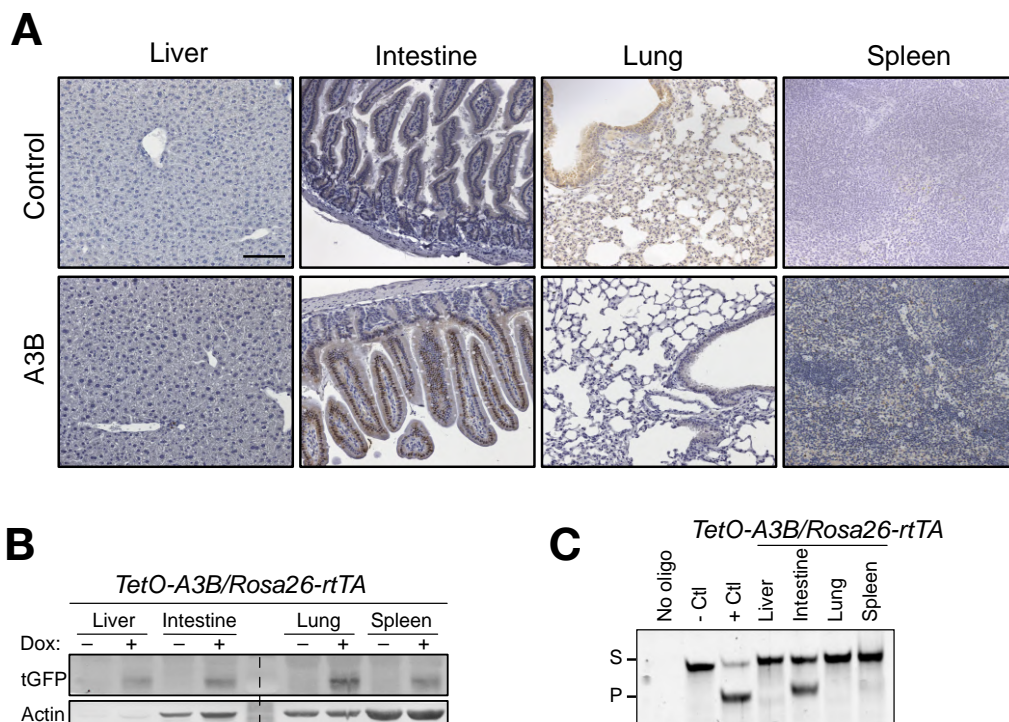 A
Liver Intestine Lung Spleen
Control
A3B
B
TetO-A3B/Rosa26-rtTA
Liver Intestine Lung Spleen
Dox: – + – + – + – +
tGFP
Actin
C
TetO-A3B/Rosa26-rtTA
No oligo - Ctl + Ctl Liver Intestine Lung Spleen
S
P